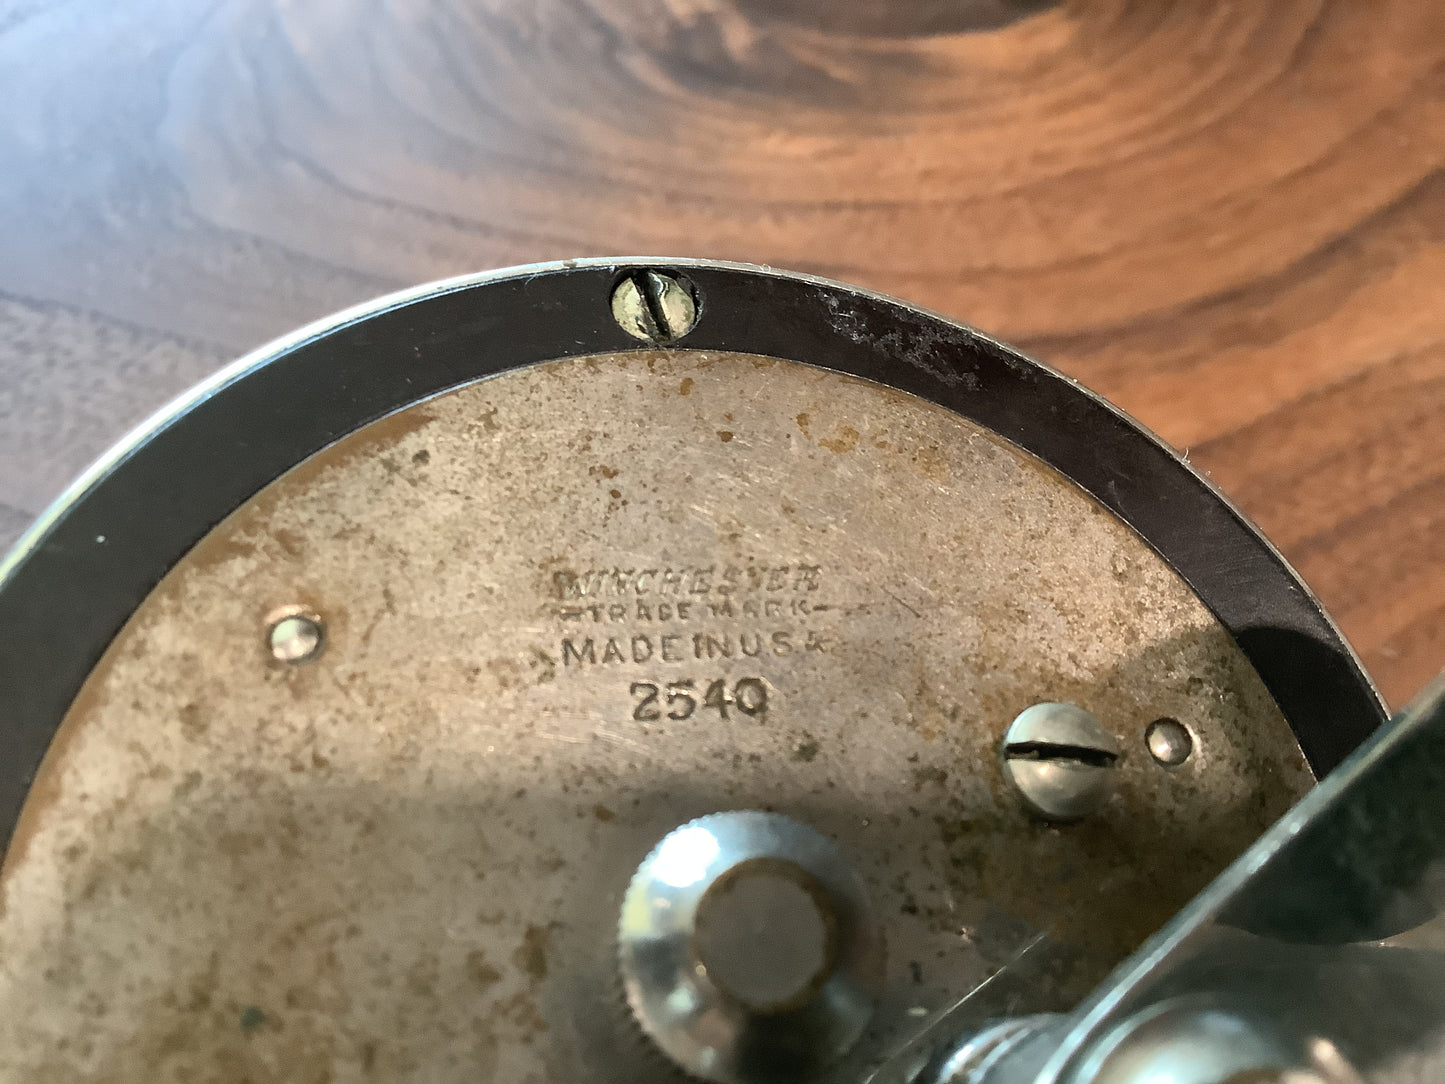 WINCHESTER
-TRADE MARK-
MADE IN U S A
2540